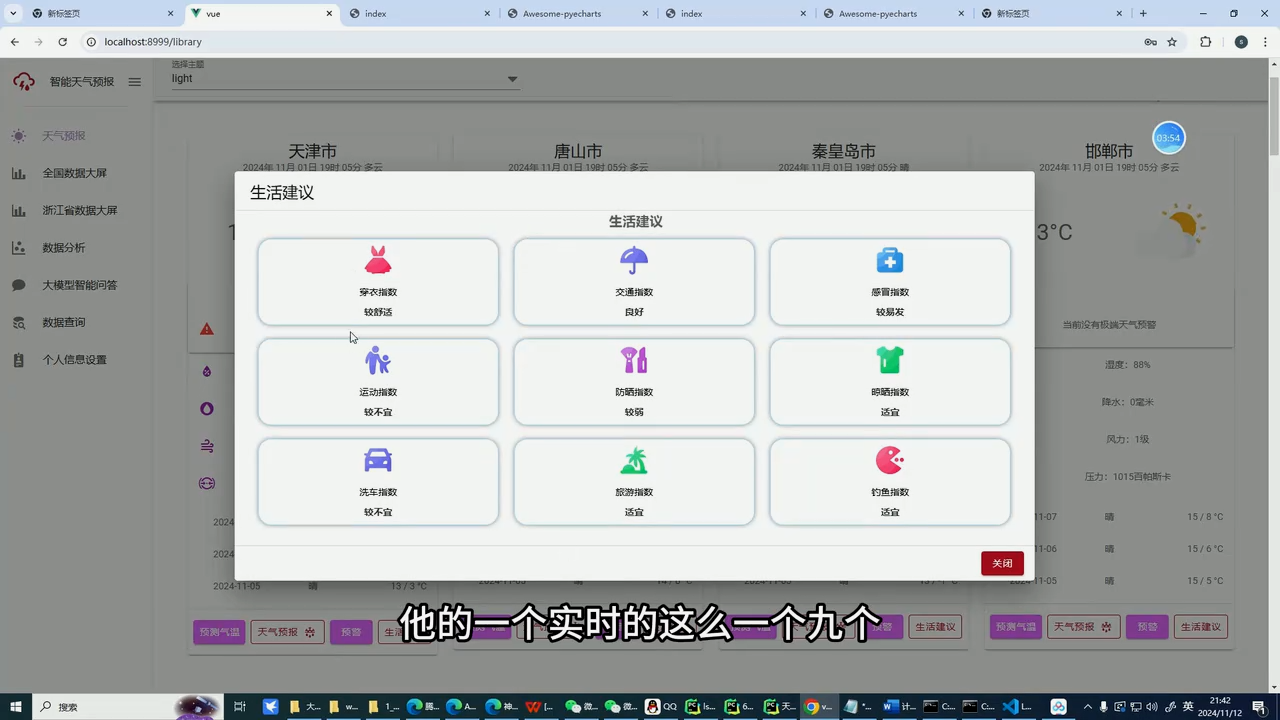 新标签页
vue
index
Awesome-pyecharts
index
Awesome-pyecharts
新标签页
localhost:8999/library
S
智能天气预报
选择主题
light
天气预报
全国数据大屏
浙江省数据大屏
数据分析
大模型智能问答
数据查询
个人信息设置
03:54
天津市
唐山市
秦皇岛市
邯郸市
2024年 11月 01日 19时 05分 多云
2024年 11月 01日 19时 05分 多云
2024年 11月 01日 19时 05分 晴
2024年 11月 01日 19时 05分 多云
生活建议
生活建议
穿衣指数
较舒适
交通指数
良好
感冒指数
较易发
运动指数
较不宜
防晒指数
较弱
晾晒指数
适宜
洗车指数
较不宜
旅游指数
适宜
钓鱼指数
适宜
关闭
3°C
当前没有极端天气预警
湿度：88%
降水：0毫米
风力：1级
压力：1015百帕斯卡
11-07 晴 15 / 8 °C
11-06 晴 15 / 6 °C
11-05 晴 15 / 5 °C
2024-11-05 晴 13 / 3 °C
预测气温 天气预报 预警
预警 生活建议
预测气温 天气预报 预警 生活建议
他的一个实时的这么一个九个
搜索
英
21:42
2024/11/12